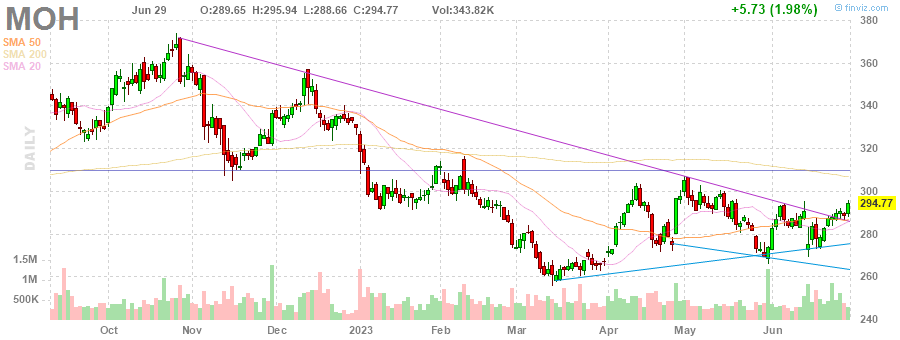 MOH
Jun 29 O:289.65 H:295.94 L:288.66 C:294.77 Vol:343.82K +5.73 (1.98%) © finviz.com
SMA 50
SMA 200
SMA 20
DAILY
380
360
340
320
300
294.77
280
260
240
1.5M
1M
500K
Oct Nov Dec 2023 Feb Mar Apr May Jun